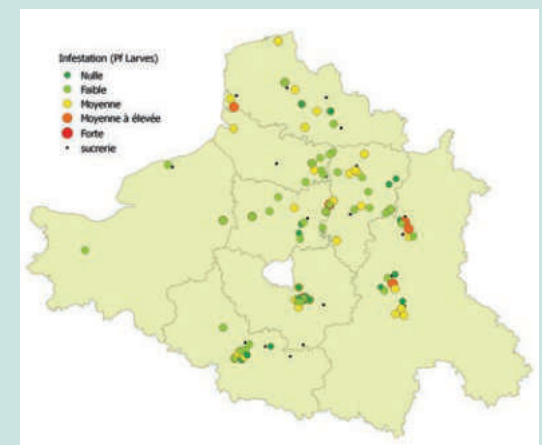 Infestation (Pf Larves)
Nulle
Faible
Moyenne
Moyenne à élevée
Forte
sucrerie